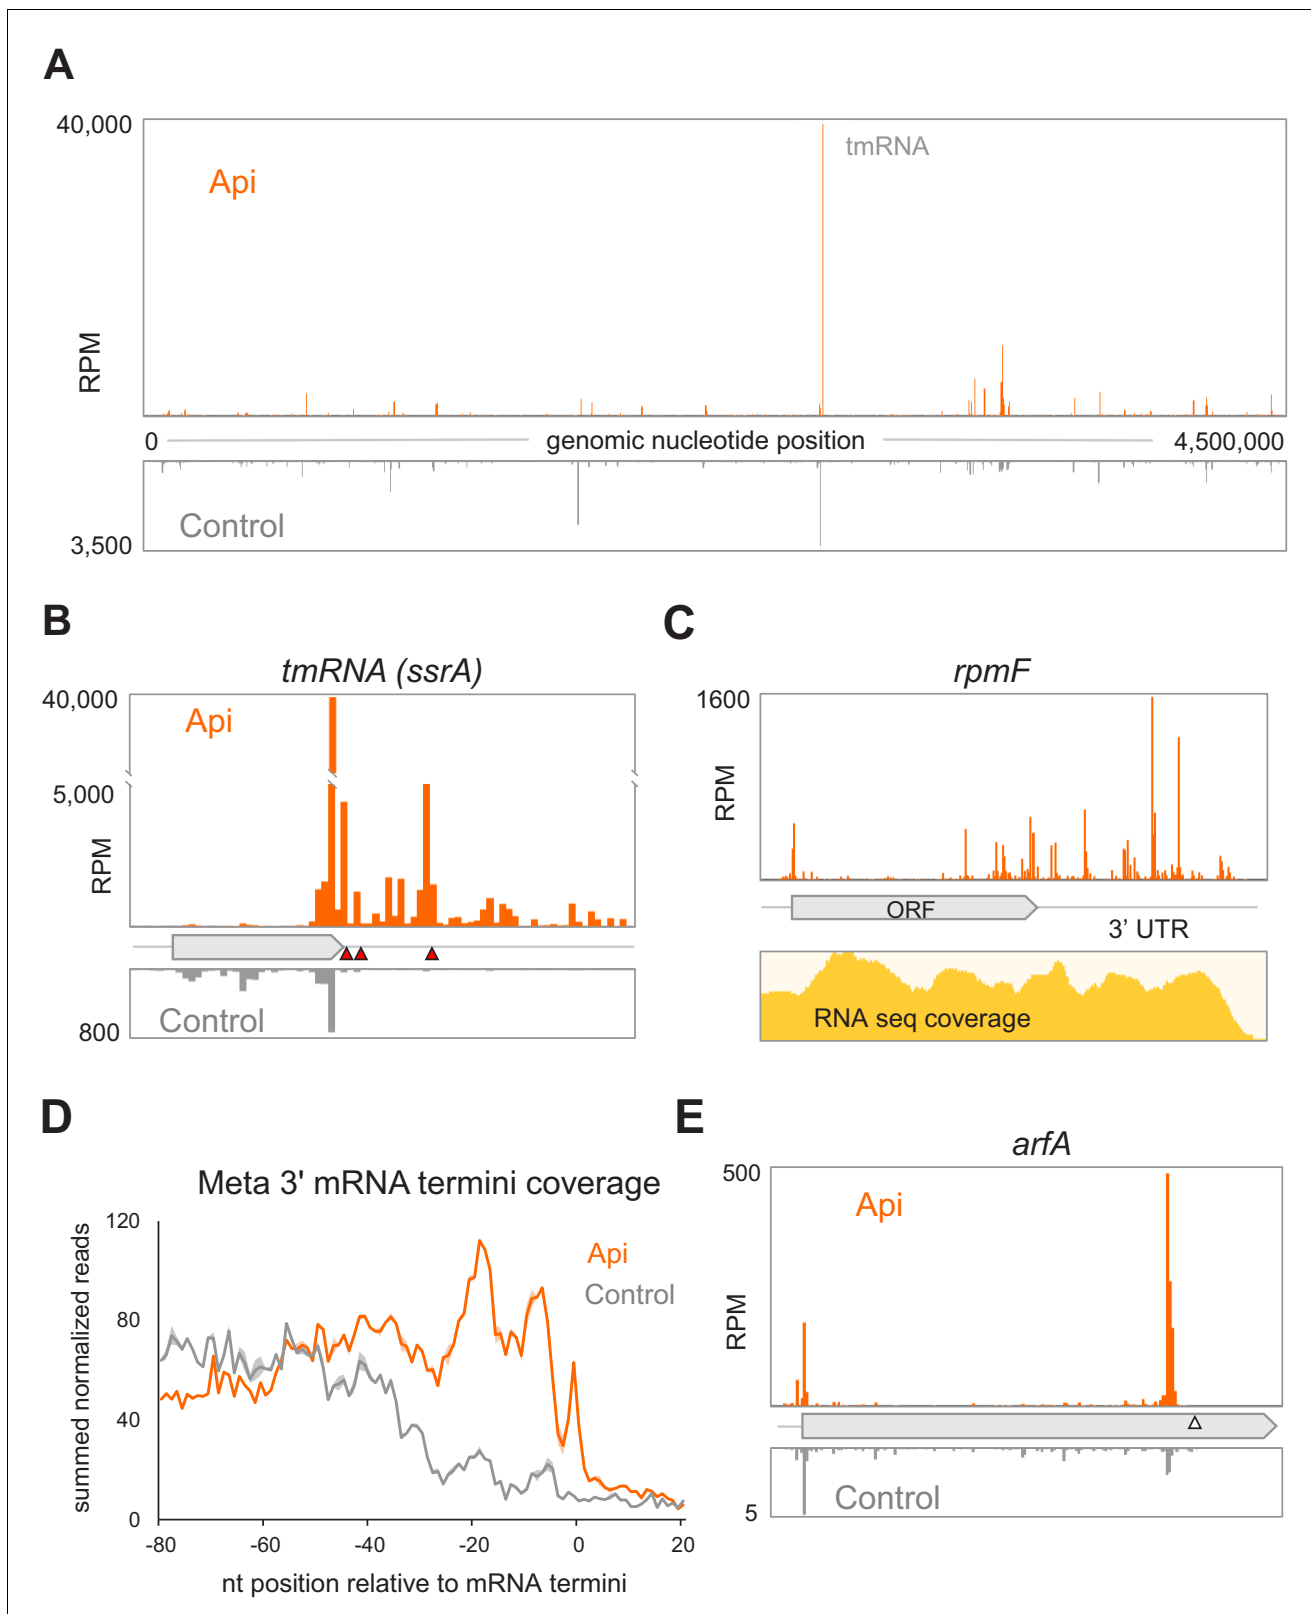 A
40,000
tmRNA
Api
RPM
0 genomic nucleotide position 4,500,000
Control
3,500
B
tmRNA (ssrA)
40,000
Api
5,000
RPM
Control
800
C
rpmF
1600
RPM
ORF
3' UTR
RNA seq coverage
D
Meta 3' mRNA termini coverage
120
80
40
0
summed normalized reads
Api
Control
-80 -60 -40 -20 0 20
nt position relative to mRNA termini
E
arfA
500
Api
RPM
Control
5